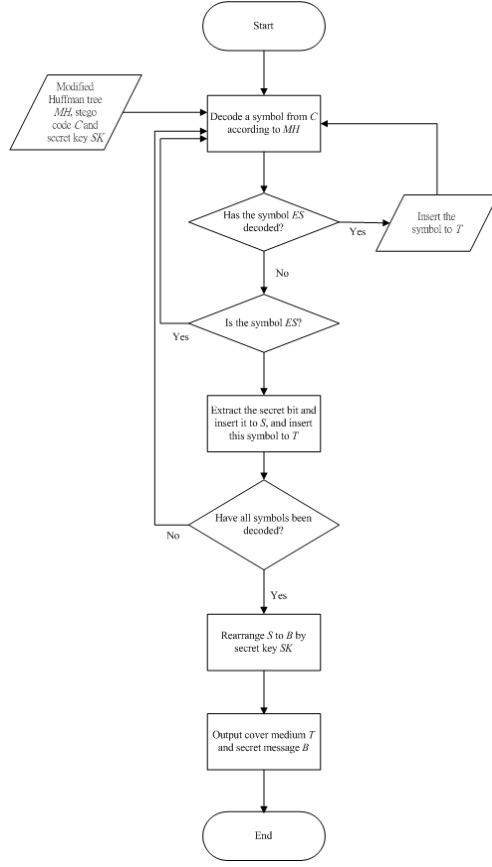 Start
Modified
Huffman tree
MH, stego
code C and
secret key SK
Decode a symbol from C
according to MH
Has the symbol ES
decoded?
Yes
Insert the
symbol to T
No
Is the symbol ES?
Yes
Extract the secret bit and
insert it to S, and insert
this symbol to T
Have all symbols been
decoded?
No
Yes
Rearrange S to B by
secret key SK
Output cover medium T
and secret message B
End